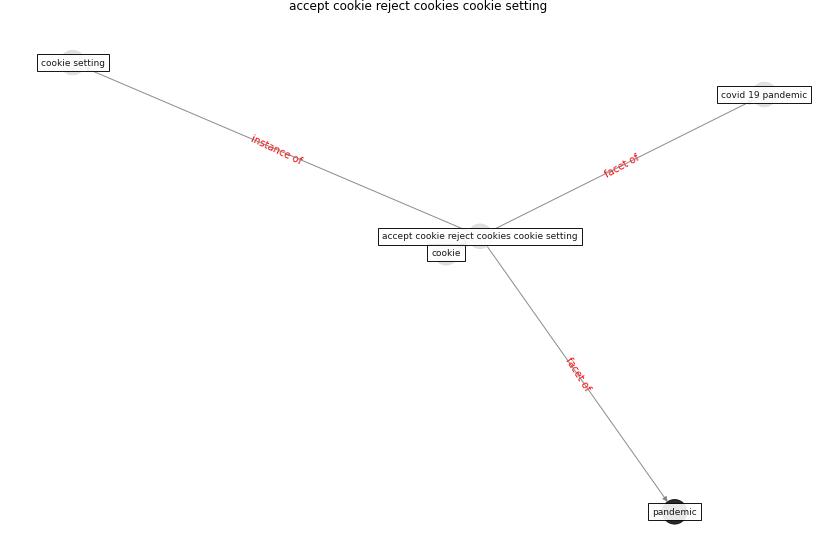 accept cookie reject cookies cookie setting
cookie setting
covid 19 pandemic
instance of
facet of
accept cookie reject cookies cookie setting
cookie
facet of
pandemic